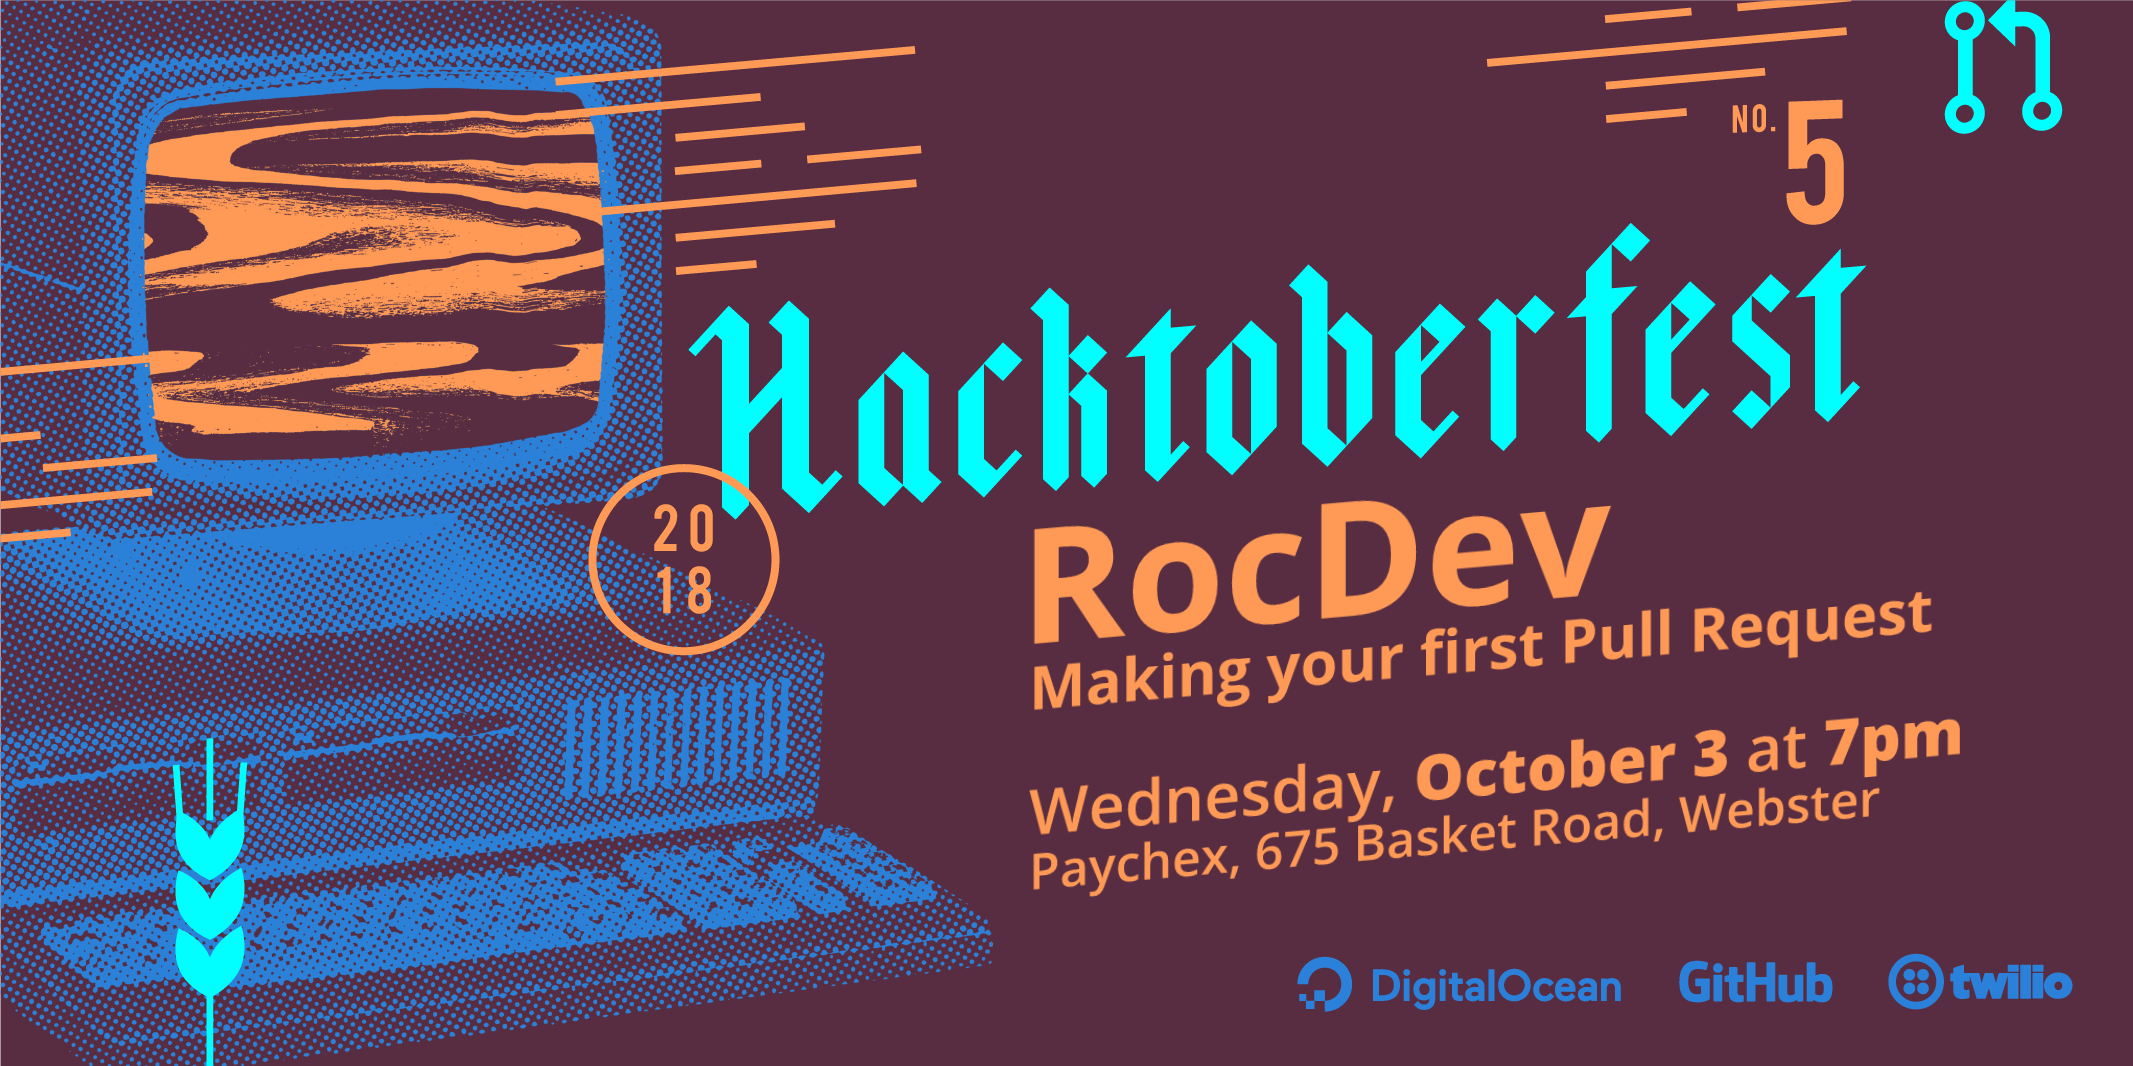 NO. 5
Hacktoberfest
20
18
RocDev
Making your first Pull Request
Wednesday, October 3 at 7pm
Paychex, 675 Basket Road, Webster
DigitalOcean GitHub twilio